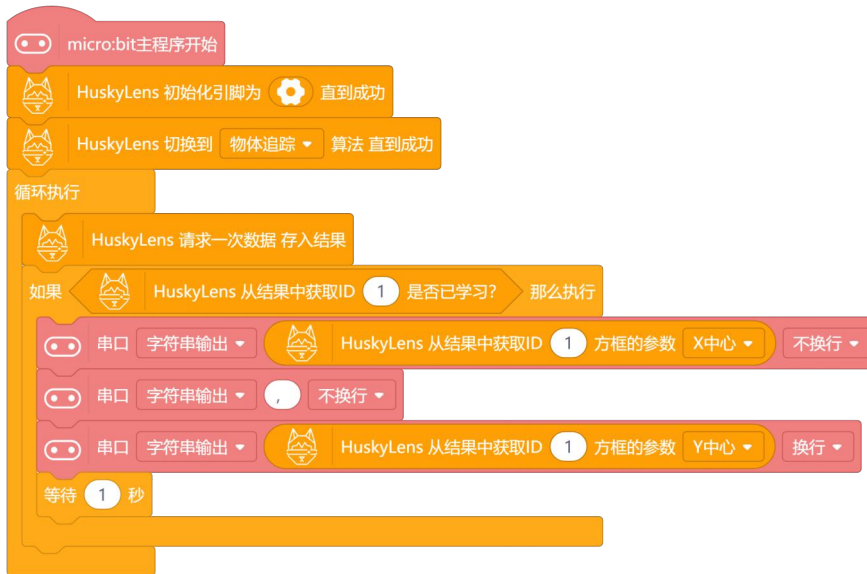 micro:bit主程序开始
HuskyLens 初始化引脚为 直到成功
HuskyLens 切换到 物体追踪 算法 直到成功
循环执行
HuskyLens 请求一次数据 存入结果
如果 HuskyLens 从结果中获取ID 1 是否已学习? 那么执行
串口 字符串输出 HuskyLens 从结果中获取ID 1 方框的参数 X中心 不换行
串口 字符串输出 , 不换行
串口 字符串输出 HuskyLens 从结果中获取ID 1 方框的参数 Y中心 换行
等待 1 秒